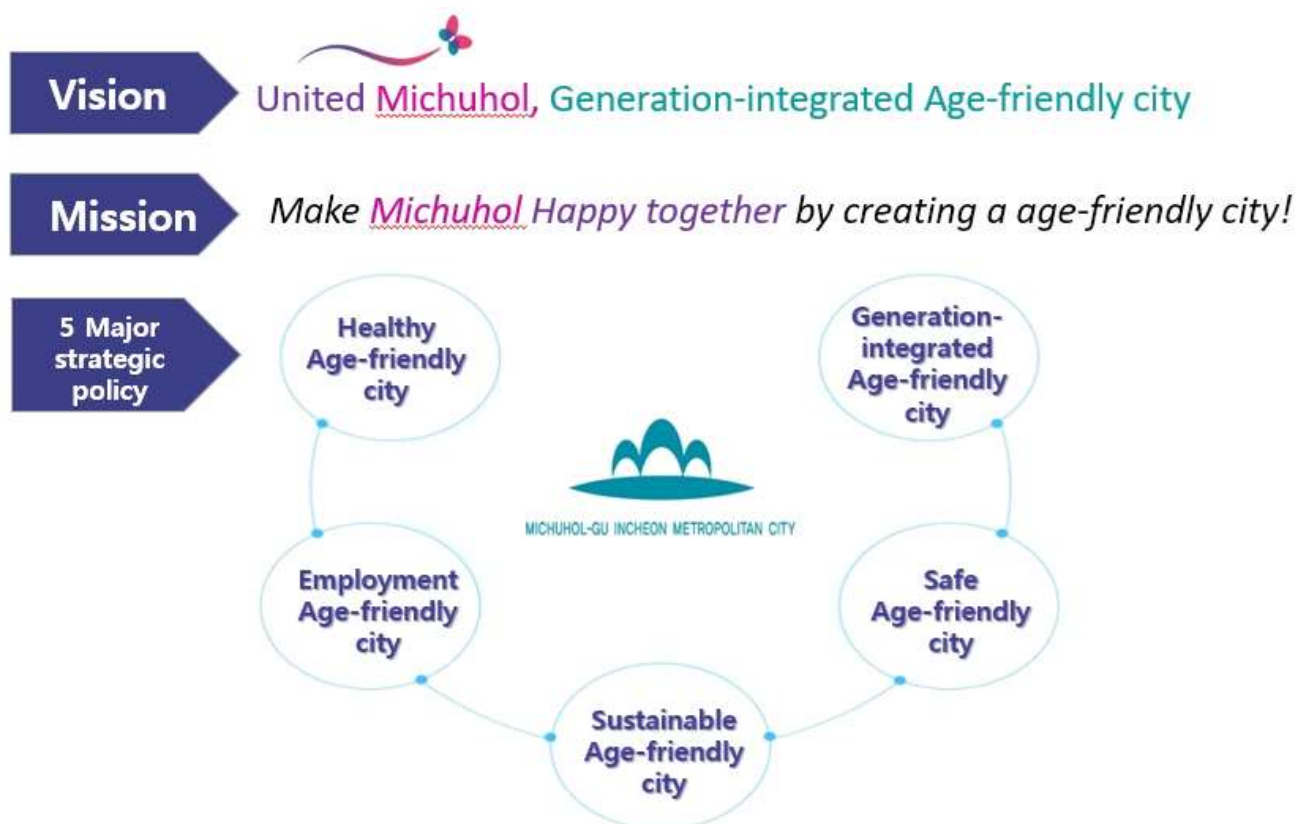 Vision
United Michuhol, Generation-integrated Age-friendly city
Mission
Make Michuhol Happy together by creating a age-friendly city!
5 Major
strategic
policy
Healthy
Age-friendly
city
Generation-
integrated
Age-friendly
city
MICHUHOL-GU INCHEON METROPOLITAN CITY
Employment
Age-friendly
city
Safe
Age-friendly
city
Sustainable
Age-friendly
city